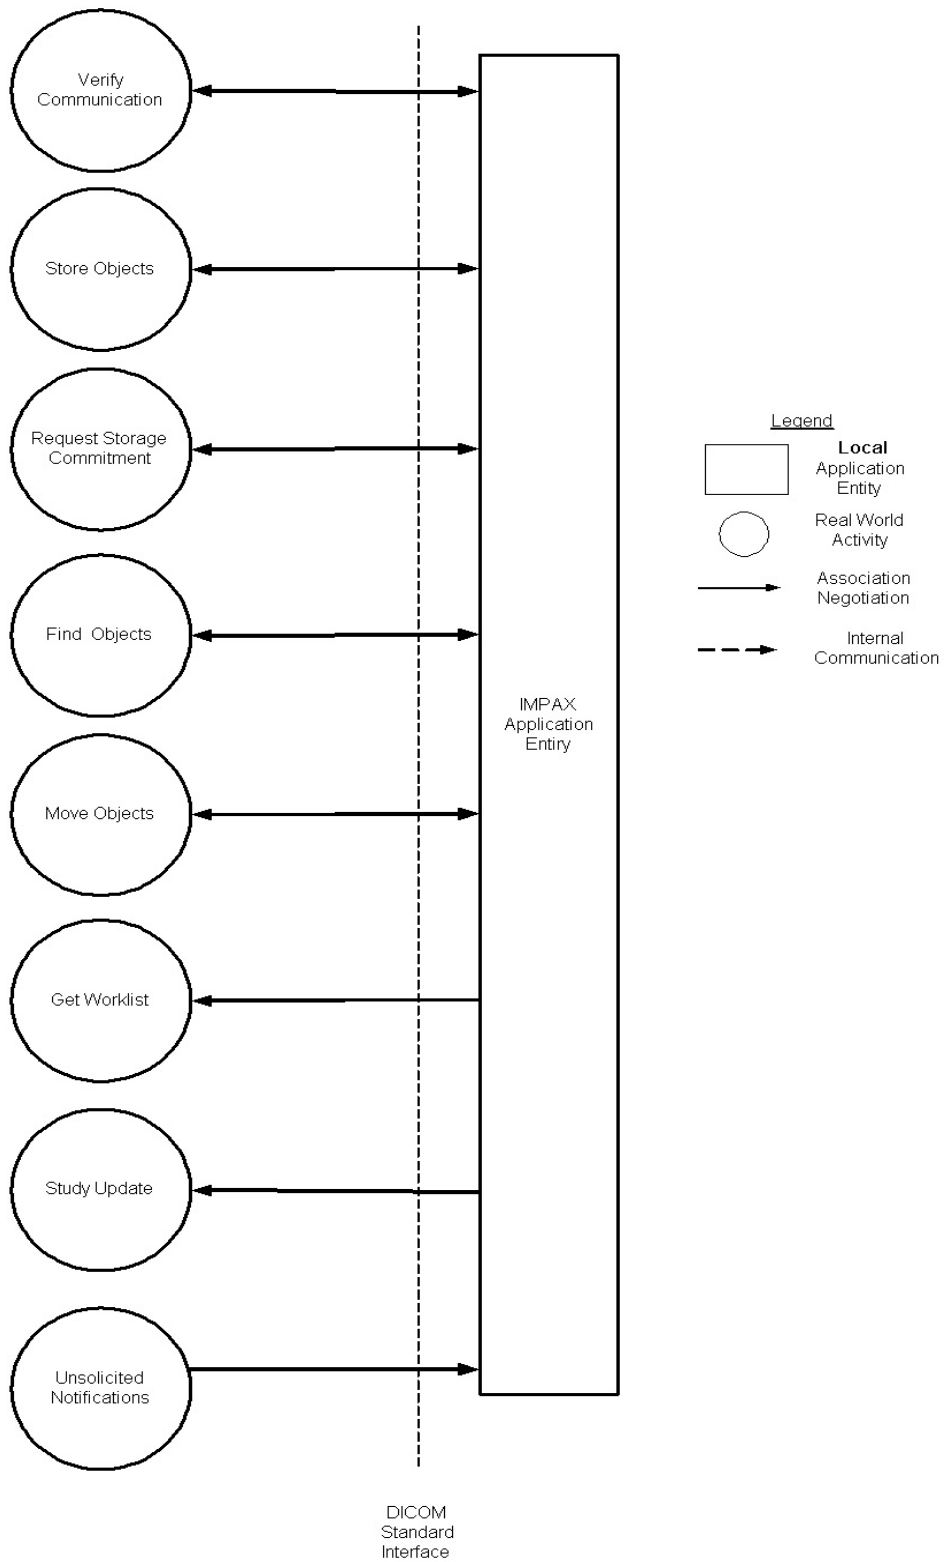 Verify
Communication
Store Objects
Request Storage
Commitment
Find Objects
Move Objects
Get Worklist
Study Update
Unsolicited
Notifications
IMPAX
Application
Entiry
DICOM
Standard
Interface
Legend
Local
Application
Entity
Real World
Activity
Association
Negotiation
Internal
Communication